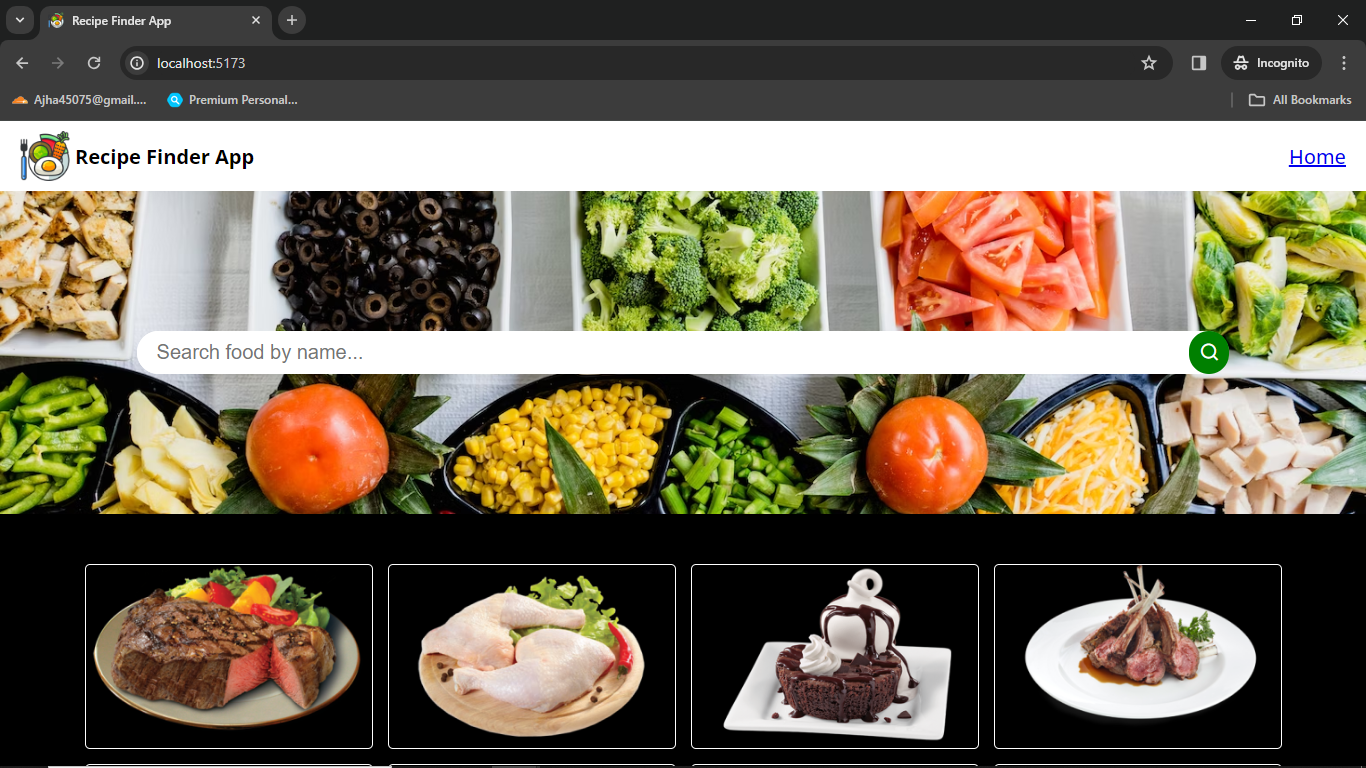 Recipe Finder App
localhost:5173
Incognito
Ajha45075@gmail....
Premium Personal...
All Bookmarks
Recipe Finder App
Home
Search food by name...